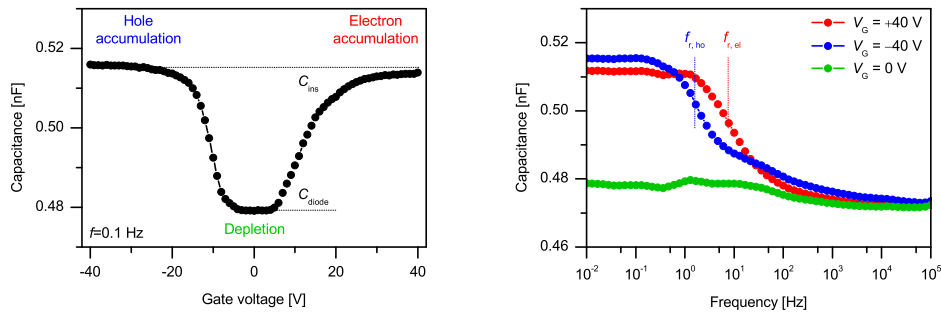 Hole
accumulation
Electron
accumulation
C_ins
C_diode
Depletion
f=0.1 Hz
Capacitance [nF]
0.52
0.50
0.48
-40 -20 0 20 40
Gate voltage [V]
V_G = +40 V
V_G = –40 V
V_G = 0 V
f_r, ho
f_r, el
Capacitance [nF]
0.52
0.50
0.48
0.46
10^-2 10^-1 10^0 10^1 10^2 10^3 10^4 10^5
Frequency [Hz]